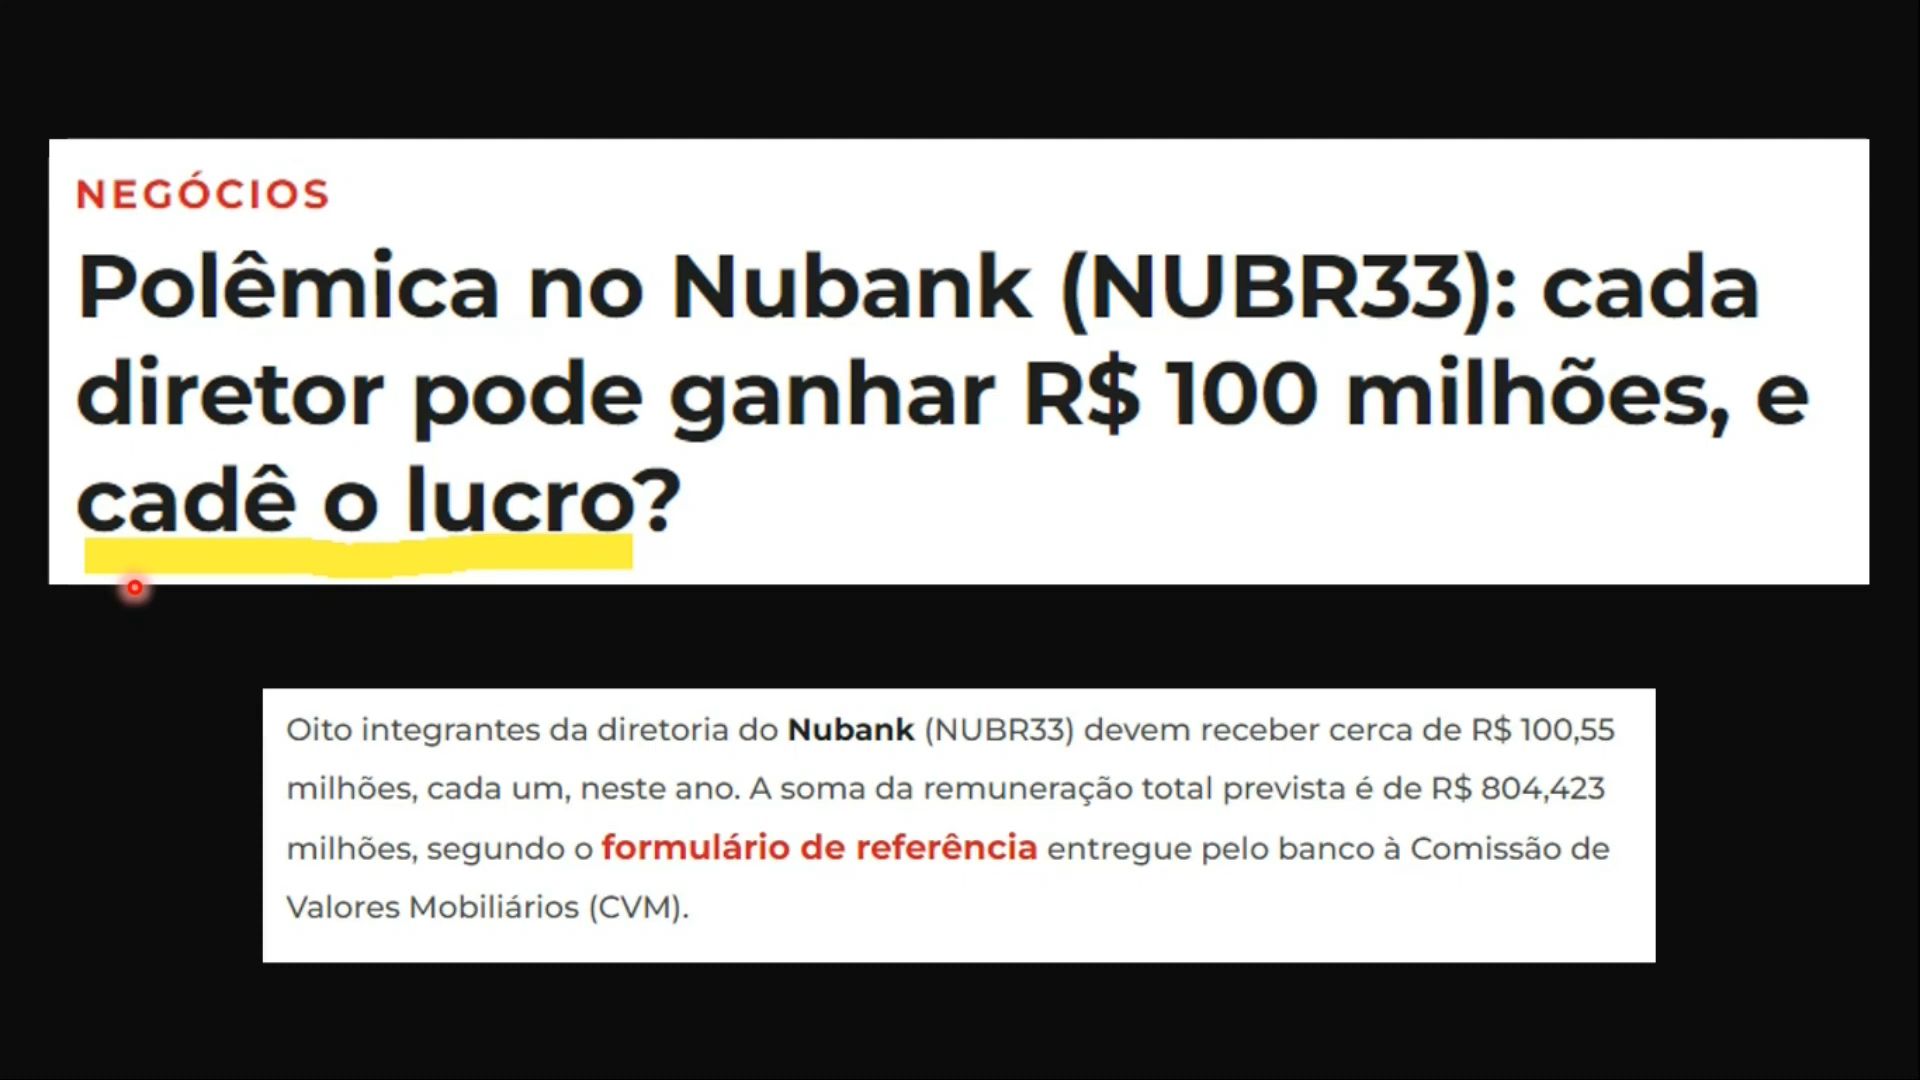 NEGÓCIOS
Polêmica no Nubank (NUBR33): cada
diretor pode ganhar R$ 100 milhões, e
cadê o lucro?
Oito integrantes da diretoria do Nubank (NUBR33) devem receber cerca de R$ 100,55
milhões, cada um, neste ano. A soma da remuneração total prevista é de R$ 804,423
milhões, segundo o formulário de referência entregue pelo banco à Comissão de
Valores Mobiliários (CVM).